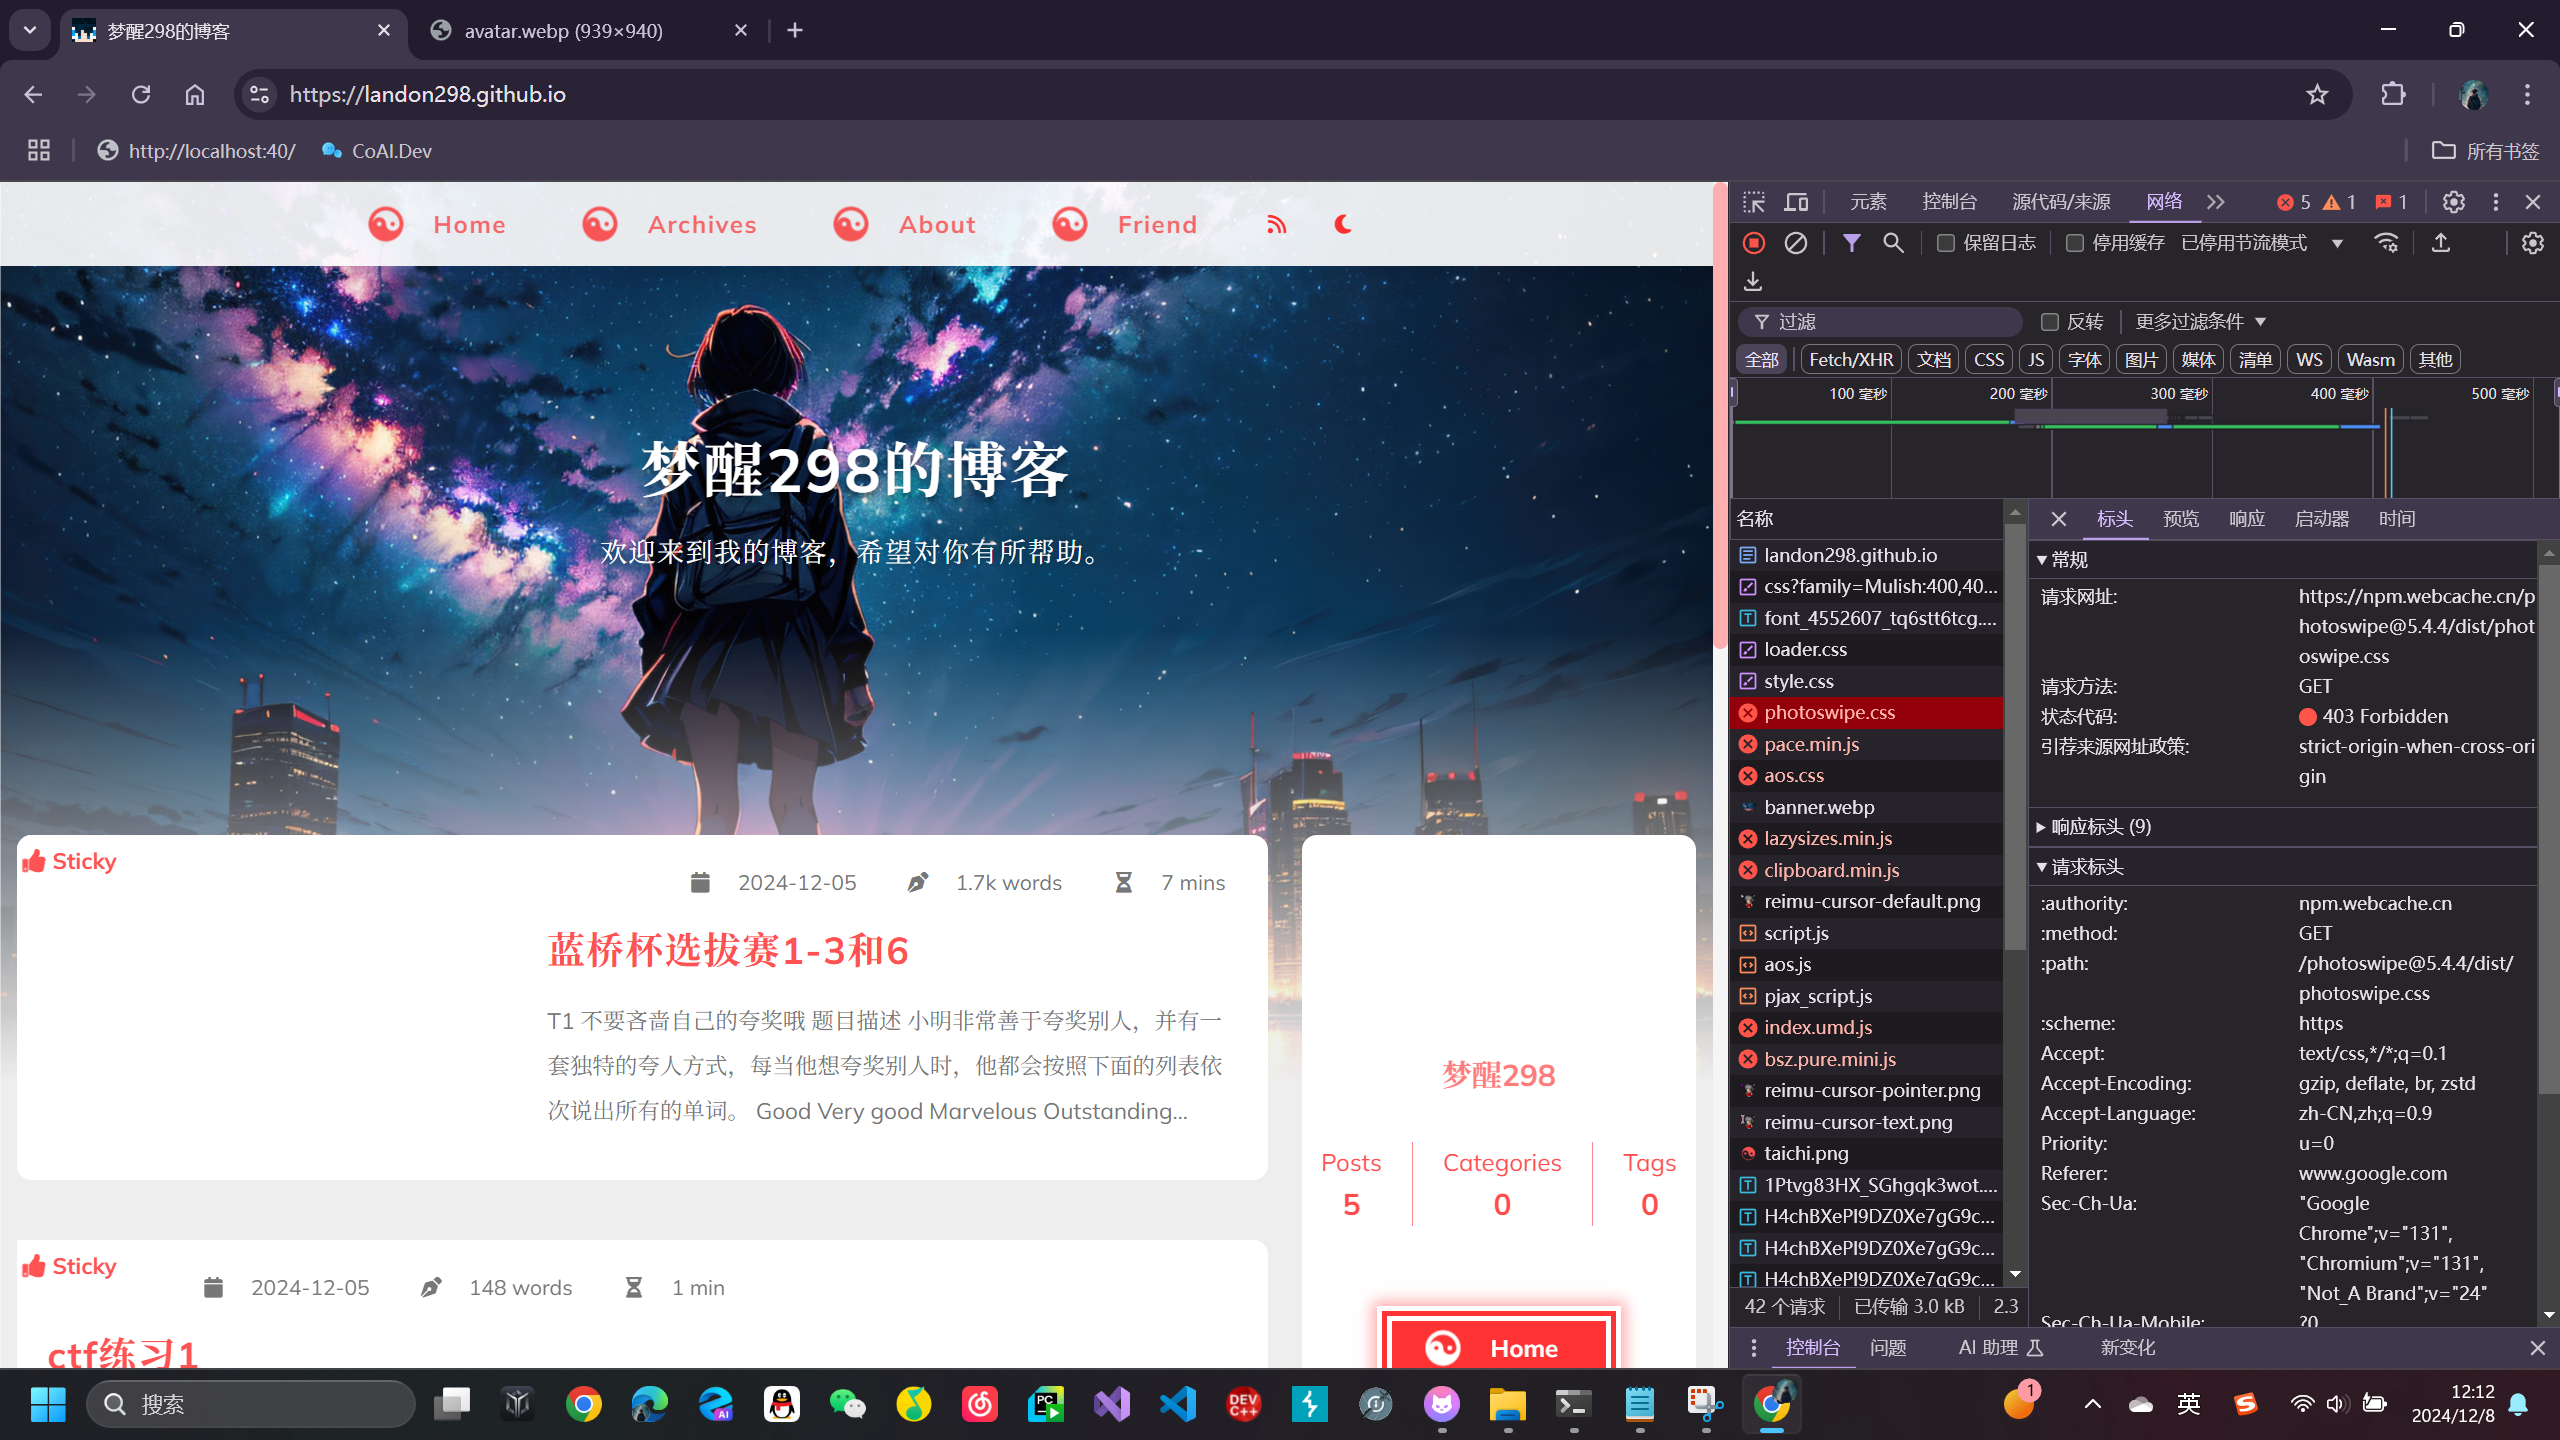 梦醒298的博客
avatar.webp (939×940)
https://landon298.github.io
http://localhost:40/
CoAI.Dev
所有书签
Home
Archives
About
Friend
梦醒298的博客
欢迎来到我的博客，希望对你有所帮助。
Sticky
2024-12-05
1.7k words
7 mins
蓝桥杯选拔赛1-3和6
T1 不要吝啬自己的夸奖哦 题目描述 小明非常善于夸奖别人，并有一
套独特的夸人方式，每当他想夸奖别人时，他都会按照下面的列表依
次说出所有的单词。 Good Very good Marvelous Outstanding...
Sticky
2024-12-05
148 words
1 min
ctf练习1
梦醒298
Posts
5
Categories
0
Tags
0
Home
元素
控制台
源代码/来源
网络
5
1
1
保留日志
停用缓存
已停用节流模式
过滤
反转
更多过滤条件
全部
Fetch/XHR
文档
CSS
JS
字体
图片
媒体
清单
WS
Wasm
其他
100 毫秒
200 毫秒
300 毫秒
400 毫秒
500 毫秒
名称
landon298.github.io
css?family=Mulish:400,40...
font_4552607_tq6stt6tcg....
loader.css
style.css
photoswipe.css
pace.min.js
aos.css
banner.webp
lazysizes.min.js
clipboard.min.js
reimu-cursor-default.png
script.js
aos.js
pjax_script.js
index.umd.js
bsz.pure.mini.js
reimu-cursor-pointer.png
reimu-cursor-text.png
taichi.png
1Ptvg83HX_SGhgqk3wot....
H4chBXePI9DZ0Xe7gG9c...
H4chBXePI9DZ0Xe7gG9c...
H4chBXePI9DZ0Xe7gG9c...
42 个请求
已传输 3.0 kB
2.3
标头
预览
响应
启动器
时间
常规
请求网址:
https://npm.webcache.cn/p
hotoswipe@5.4.4/dist/phot
oswipe.css
请求方法:
GET
状态代码:
403 Forbidden
引荐来源网址政策:
strict-origin-when-cross-ori
gin
响应标头 (9)
请求标头
:authority:
npm.webcache.cn
:method:
GET
:path:
/photoswipe@5.4.4/dist/
photoswipe.css
:scheme:
https
Accept:
text/css,*/*;q=0.1
Accept-Encoding:
gzip, deflate, br, zstd
Accept-Language:
zh-CN,zh;q=0.9
Priority:
u=0
Referer:
www.google.com
Sec-Ch-Ua:
"Google
Chrome";v="131",
"Chromium";v="131",
"Not_A Brand";v="24"
Sec-Ch-Ua-Mobile:
?0
控制台
问题
AI 助理
新变化
搜索
AI
PC
DEV
C++
1
英
12:12
2024/12/8